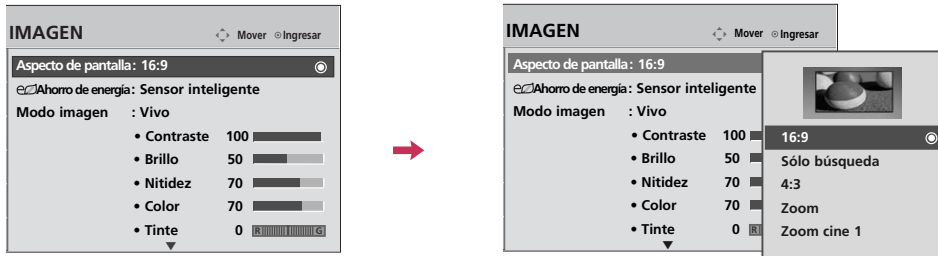 IMAGEN
Mover Ingresar
Aspecto de pantalla: 16:9
Ahorro de energía: Sensor inteligente
Modo imagen : Vivo
• Contraste 100
• Brillo 50
• Nitidez 70
• Color 70
• Tinte 0 R G
IMAGEN
Mover Ingresar
Aspecto de pantalla: 16:9
Ahorro de energía: Sensor inteligente
Modo imagen : Vivo
• Contraste 100
• Brillo 50
• Nitidez 70
• Color 70
• Tinte 0 R
16:9
Sólo búsqueda
4:3
Zoom
Zoom cine 1